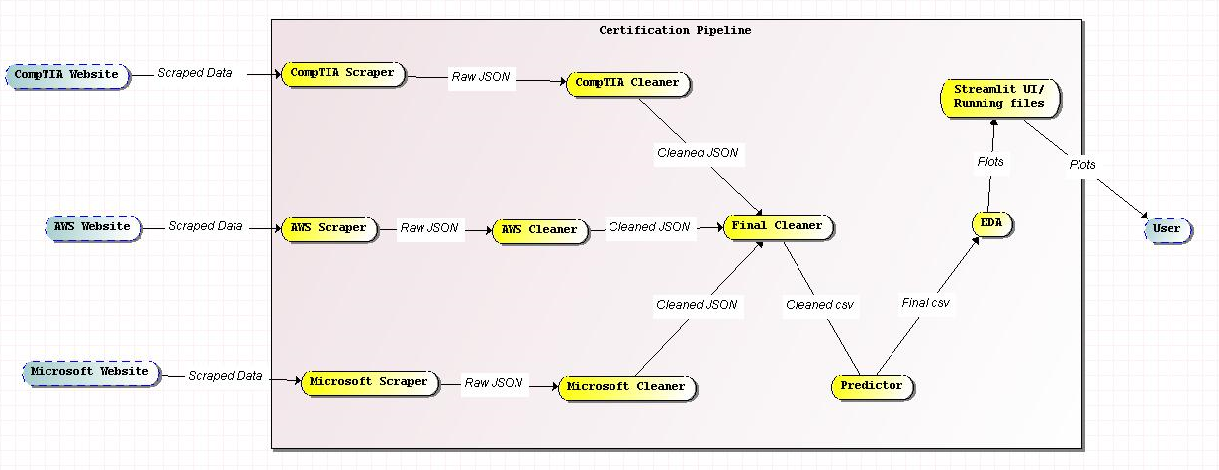 Certification Pipeline
CompTIA Website
Scraped Data
CompTIA Scraper
Raw JSON
CompTIA Cleaner
Streamlit UI/
Running files
Cleaned JSON
Plots
Plots
AWS Website
Scraped Data
AWS Scraper
Raw JSON
AWS Cleaner
Cleaned JSON
Final Cleaner
EDA
User
Cleaned JSON
Cleaned csv
Final csv
Microsoft Website
Scraped Data
Microsoft Scraper
Raw JSON
Microsoft Cleaner
Predictor